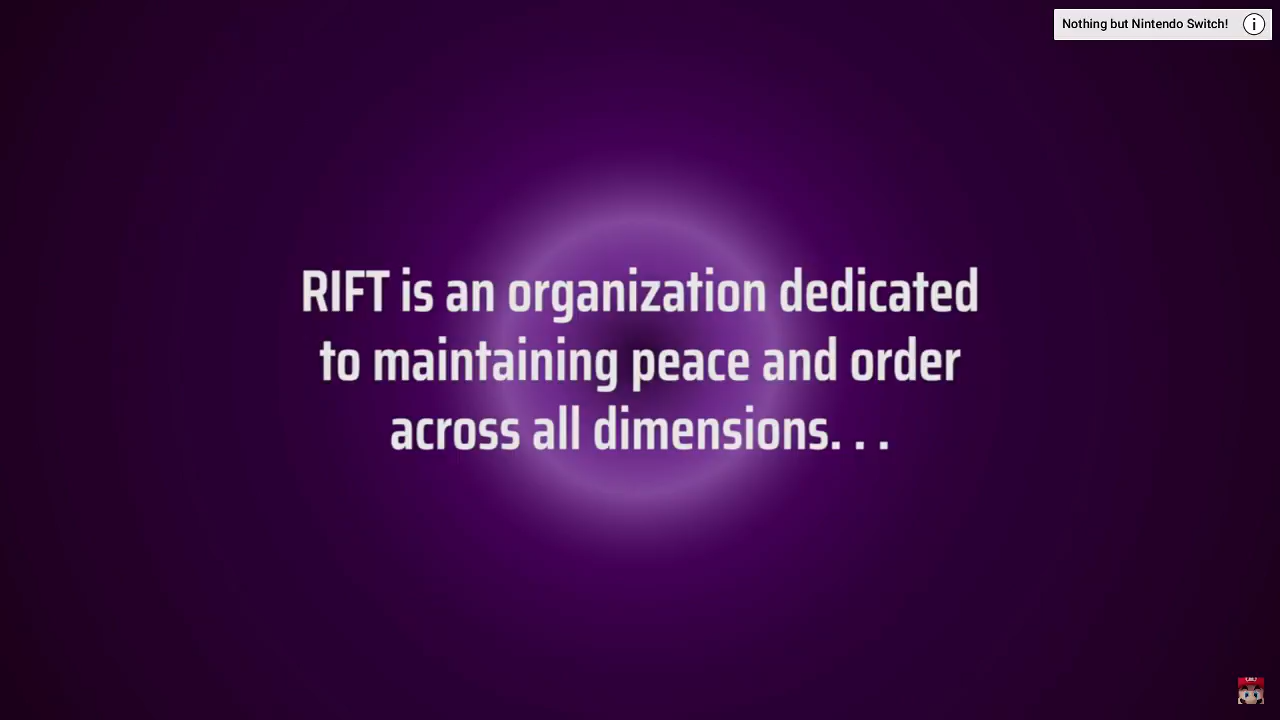 Nothing but Nintendo Switch!
RIFT is an organization dedicated
to maintaining peace and order
across all dimensions. . .